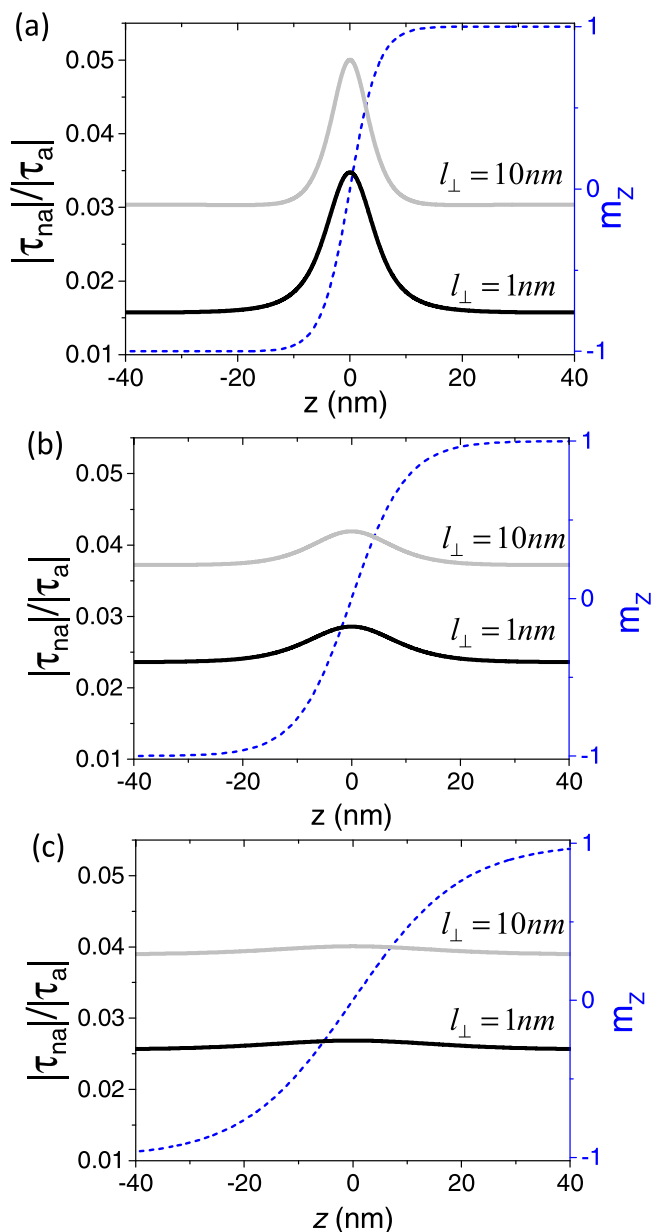 (a)
0.05
0.04
0.03
0.02
0.01
|τna|/|τa|
l⊥ = 10nm
l⊥ = 1nm
1
0
-1
mz
-40 -20 0 20 40
z (nm)
(b)
0.05
0.04
0.03
0.02
0.01
|τna|/|τa|
l⊥ = 10nm
l⊥ = 1nm
1
0
-1
mz
-40 -20 0 20 40
z (nm)
(c)
0.05
0.04
0.03
0.02
0.01
|τna|/|τa|
l⊥ = 10nm
l⊥ = 1nm
1
0
-1
mz
-40 -20 0 20 40
z (nm)